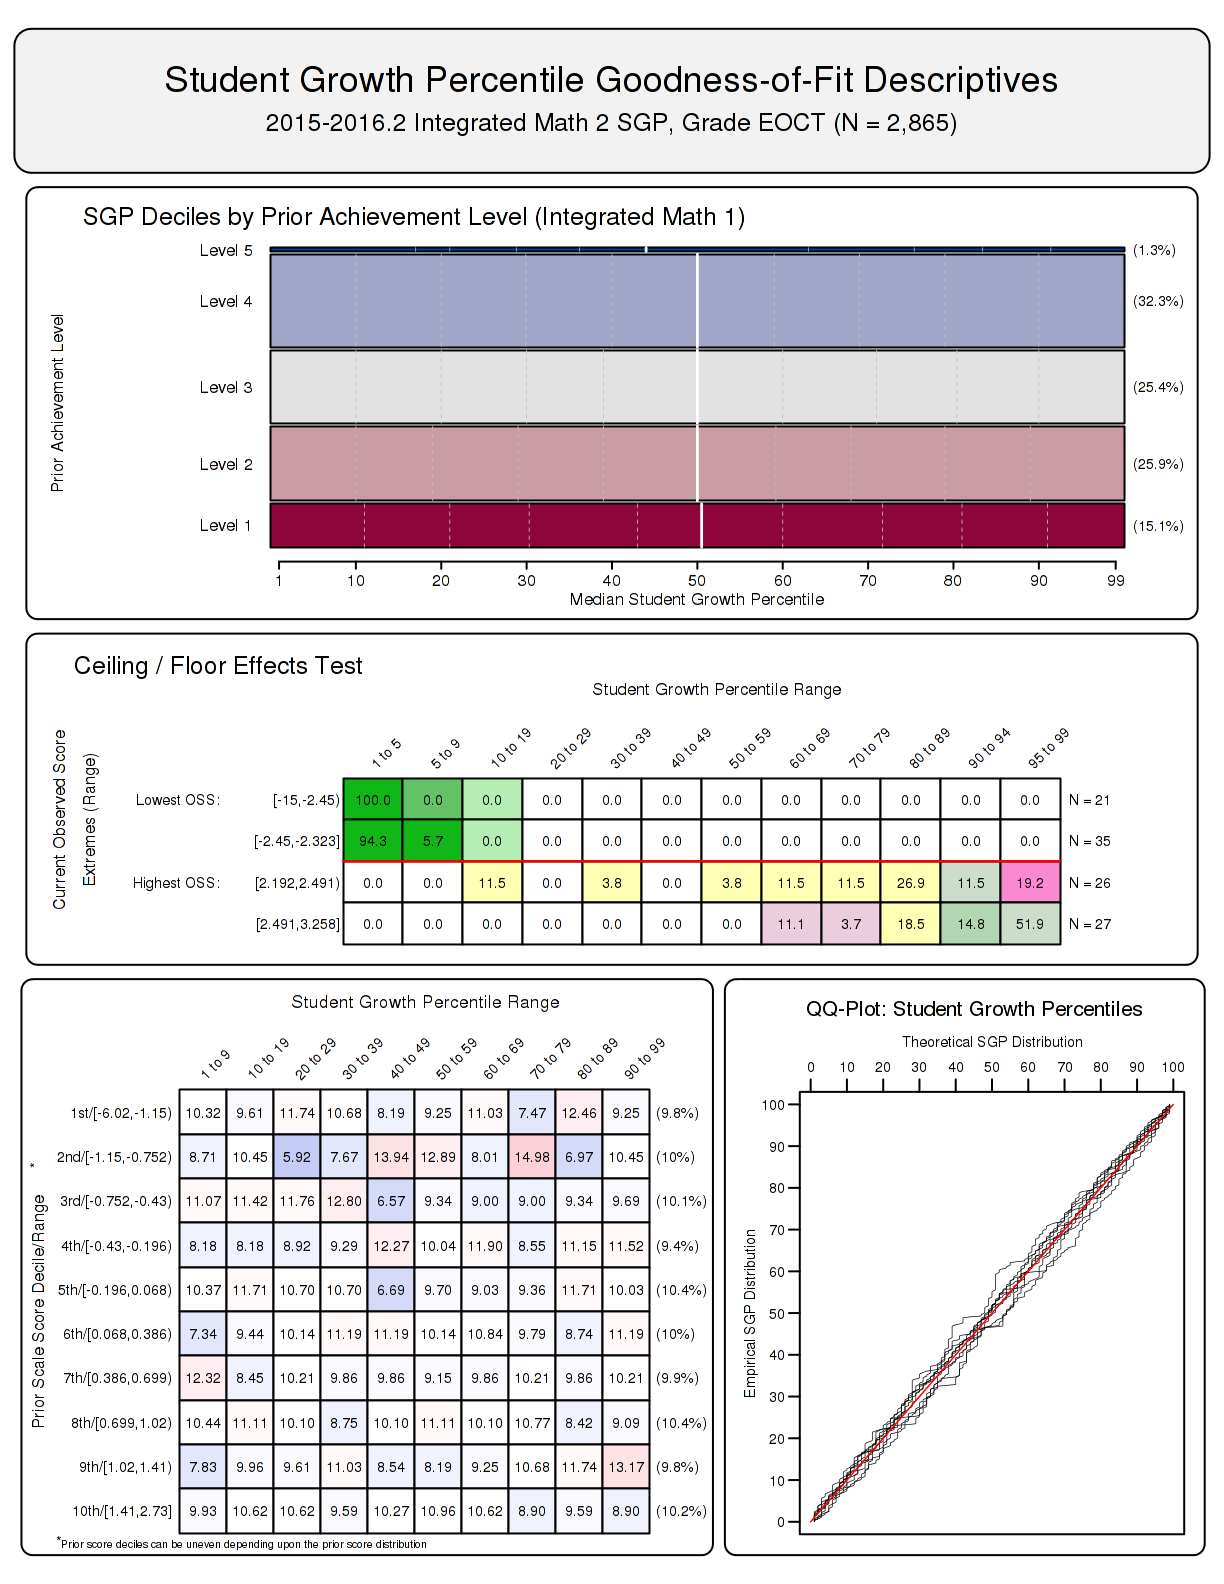 Student Growth Percentile Goodness-of-Fit Descriptives
2015-2016.2 Integrated Math 2 SGP, Grade EOCT (N = 2,865)
SGP Deciles by Prior Achievement Level (Integrated Math 1)
Prior Achievement Level
Level 5 (1.3%)
Level 4 (32.3%)
Level 3 (25.4%)
Level 2 (25.9%)
Level 1 (15.1%)
1 10 20 30 40 50 60 70 80 90 99
Median Student Growth Percentile
Ceiling / Floor Effects Test
Student Growth Percentile Range
Current Observed Score
Extremes (Range)
1 to 5 5 to 9 10 to 19 20 to 29 30 to 39 40 to 49 50 to 59 60 to 69 70 to 79 80 to 89 90 to 94 95 to 99
Lowest OSS: [-15,-2.45) 100.0 0.0 0.0 0.0 0.0 0.0 0.0 0.0 0.0 0.0 0.0 0.0 N = 21
[-2.45,-2.323] 94.3 5.7 0.0 0.0 0.0 0.0 0.0 0.0 0.0 0.0 0.0 0.0 N = 35
Highest OSS: [2.192,2.491) 0.0 0.0 11.5 0.0 3.8 0.0 3.8 11.5 11.5 26.9 11.5 19.2 N = 26
[2.491,3.258] 0.0 0.0 0.0 0.0 0.0 0.0 0.0 11.1 3.7 18.5 14.8 51.9 N = 27
Student Growth Percentile Range
Prior Scale Score Decile/Range *
1 to 9 10 to 19 20 to 29 30 to 39 40 to 49 50 to 59 60 to 69 70 to 79 80 to 89 90 to 99
1st/[-6.02,-1.15) 10.32 9.61 11.74 10.68 8.19 9.25 11.03 7.47 12.46 9.25 (9.8%)
2nd/[-1.15,-0.752) 8.71 10.45 5.92 7.67 13.94 12.89 8.01 14.98 6.97 10.45 (10%)
3rd/[-0.752,-0.43) 11.07 11.42 11.76 12.80 6.57 9.34 9.00 9.00 9.34 9.69 (10.1%)
4th/[-0.43,-0.196) 8.18 8.18 8.92 9.29 12.27 10.04 11.90 8.55 11.15 11.52 (9.4%)
5th/[-0.196,0.068) 10.37 11.71 10.70 10.70 6.69 9.70 9.03 9.36 11.71 10.03 (10.4%)
6th/[0.068,0.386) 7.34 9.44 10.14 11.19 11.19 10.14 10.84 9.79 8.74 11.19 (10%)
7th/[0.386,0.699) 12.32 8.45 10.21 9.86 9.86 9.15 9.86 10.21 9.86 10.21 (9.9%)
8th/[0.699,1.02) 10.44 11.11 10.10 8.75 10.10 11.11 10.10 10.77 8.42 9.09 (10.4%)
9th/[1.02,1.41) 7.83 9.96 9.61 11.03 8.54 8.19 9.25 10.68 11.74 13.17 (9.8%)
10th/[1.41,2.73] 9.93 10.62 10.62 9.59 10.27 10.96 10.62 8.90 9.59 8.90 (10.2%)
*Prior score deciles can be uneven depending upon the prior score distribution
QQ-Plot: Student Growth Percentiles
Theoretical SGP Distribution
0 10 20 30 40 50 60 70 80 90 100
Empirical SGP Distribution
100
90
80
70
60
50
40
30
20
10
0